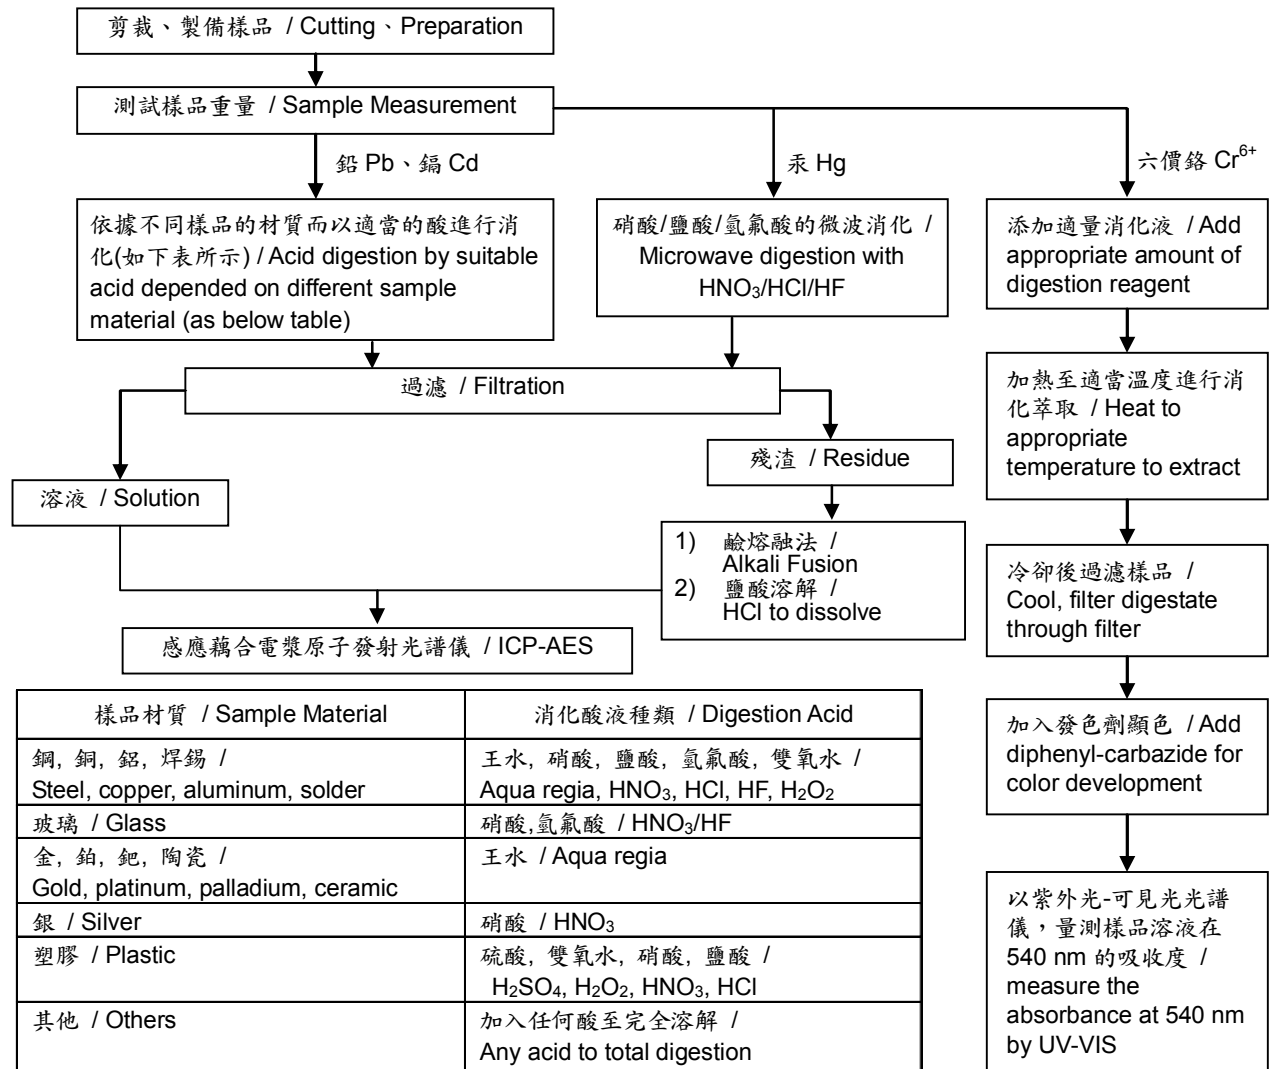 剪裁、製備樣品 / Cutting、Preparation
測試樣品重量 / Sample Measurement
鉛 Pb、鎘 Cd
汞 Hg
六價鉻 Cr⁶⁺
依據不同樣品的材質而以適當的酸進行消
化(如下表所示) / Acid digestion by suitable
acid depended on different sample
material (as below table)
硝酸/鹽酸/氫氟酸的微波消化 /
Microwave digestion with
HNO₃/HCl/HF
添加適量消化液 / Add
appropriate amount of
digestion reagent
過濾 / Filtration
加熱至適當溫度進行消
化萃取 / Heat to
appropriate
temperature to extract
溶液 / Solution
殘渣 / Residue
1) 鹼熔融法 /
Alkali Fusion
2) 鹽酸溶解 /
HCl to dissolve
冷卻後過濾樣品 /
Cool, filter digestate
through filter
感應藕合電漿原子發射光譜儀 / ICP-AES
加入發色劑顯色 / Add
diphenyl-carbazide for
color development
以紫外光-可見光光譜
儀，量測樣品溶液在
540 nm 的吸收度 /
measure the
absorbance at 540 nm
by UV-VIS
樣品材質 / Sample Material
消化酸液種類 / Digestion Acid
鋼, 銅, 鋁, 焊錫 /
Steel, copper, aluminum, solder
王水, 硝酸, 鹽酸, 氫氟酸, 雙氧水 /
Aqua regia, HNO₃, HCl, HF, H₂O₂
玻璃 / Glass
硝酸,氫氟酸 / HNO₃/HF
金, 鉑, 鈀, 陶瓷 /
Gold, platinum, palladium, ceramic
王水 / Aqua regia
銀 / Silver
硝酸 / HNO₃
塑膠 / Plastic
硫酸, 雙氧水, 硝酸, 鹽酸 /
H₂SO₄, H₂O₂, HNO₃, HCl
其他 / Others
加入任何酸至完全溶解 /
Any acid to total digestion